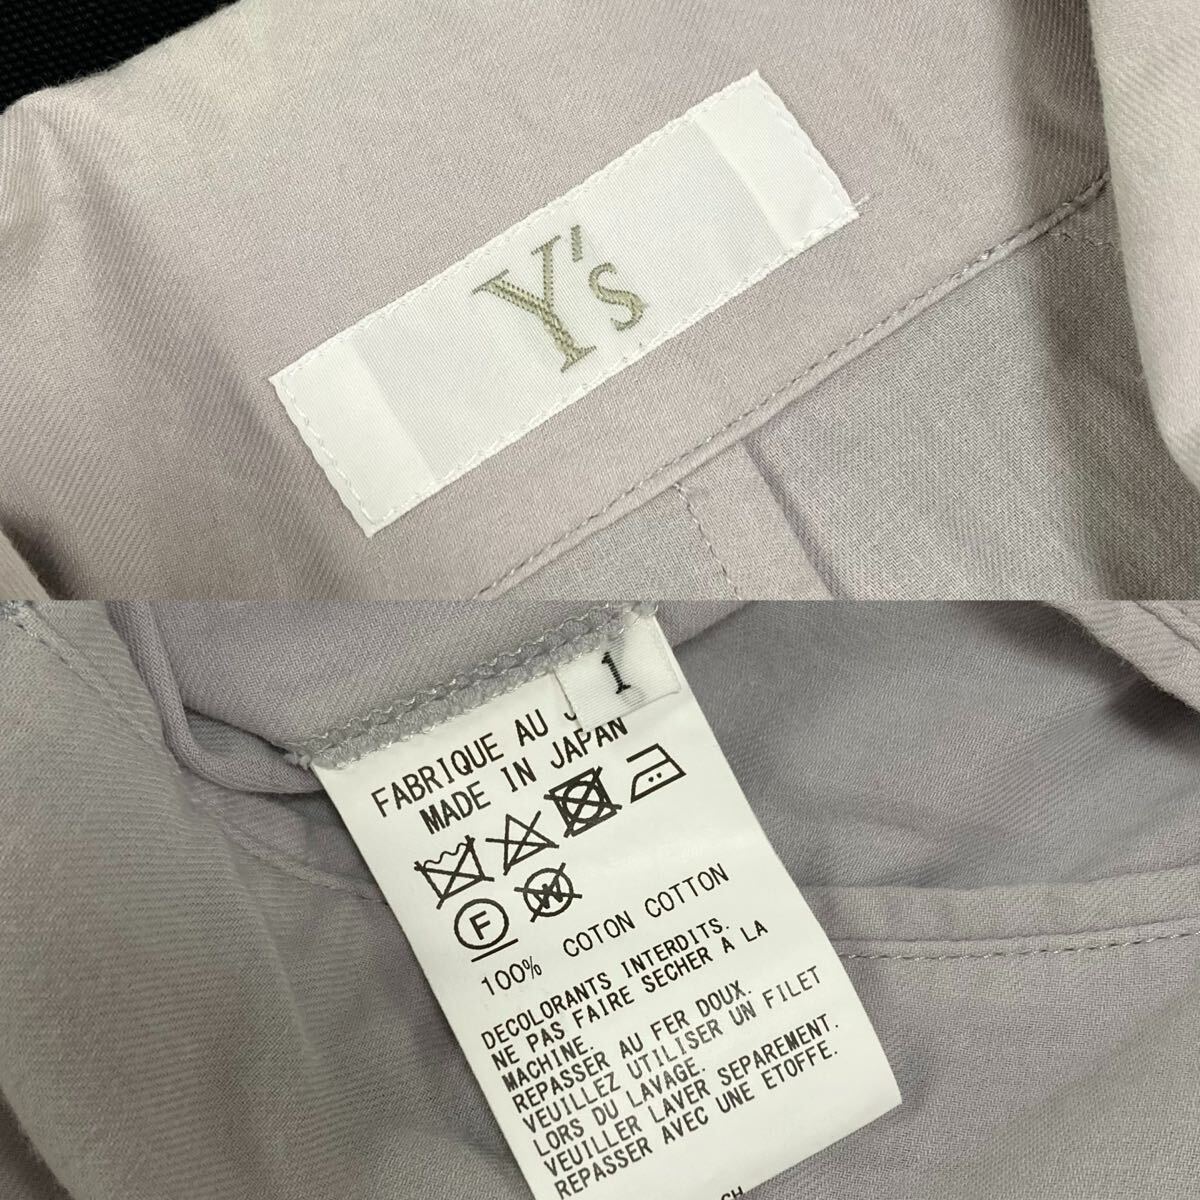 Y's
1
FABRIQUE AU
MADE IN JAPAN
F W
100% COTON COTTON
DECOLORANTS INTERDITS.
NE PAS FAIRE SECHER A LA
MACHINE.
REPASSER AU FER DOUX.
VEUILLEZ UTILISER UN FILET
LORS DU LAVAGE.
VEUILLER LAVER SEPAREMENT.
REPASSER AVEC UNE ETOFFE.
CH